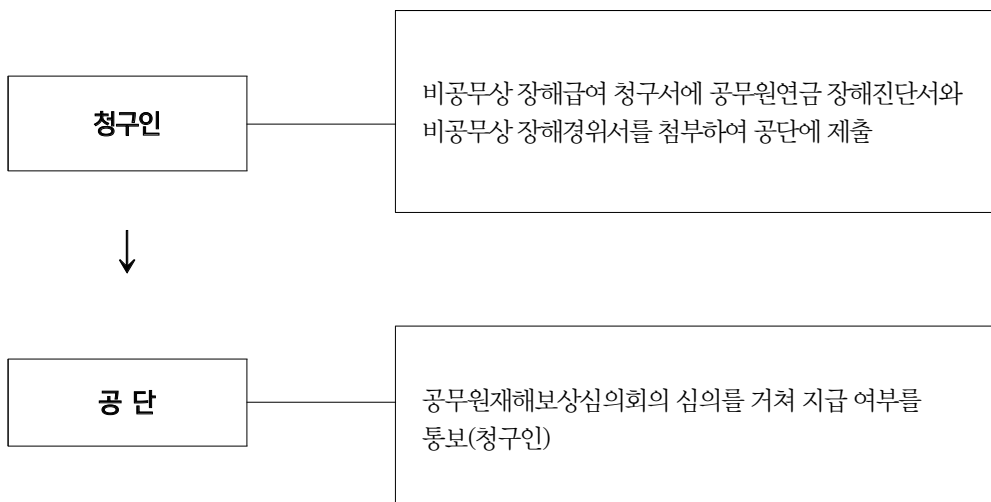 청구인
비공무상 장해급여 청구서에 공무원연금 장해진단서와
비공무상 장해경위서를 첨부하여 공단에 제출
공 단
공무원재해보상심의회의 심의를 거쳐 지급 여부를
통보(청구인)